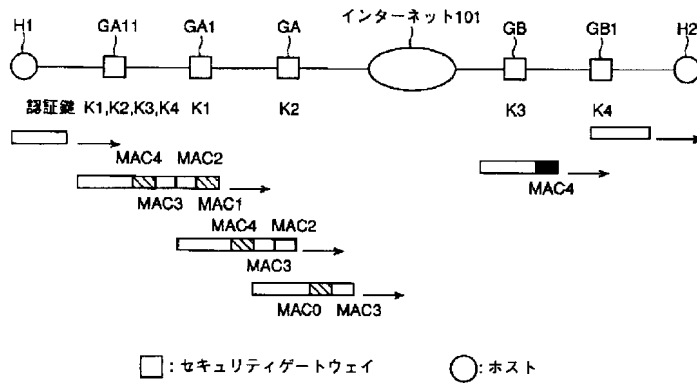 H1 GA11 GA1 GA インターネット101 GB GB1 H2
認証鍵 K1,K2,K3,K4 K1 K2 K3 K4
MAC4 MAC2
MAC4
MAC3 MAC1
MAC4 MAC2
MAC3
MAC0 MAC3
:セキュリティゲートウェイ :ホスト